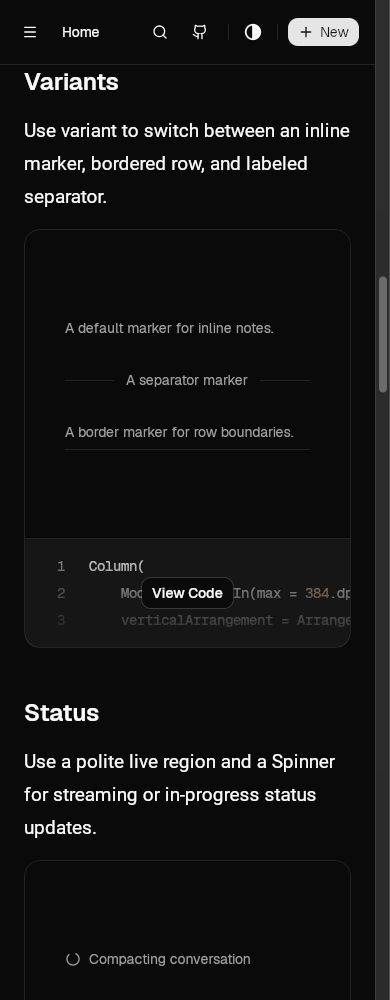 Home
New
Variants
Use variant to switch between an inline
marker, bordered row, and labeled
separator.
A default marker for inline notes.
A separator marker
A border marker for row boundaries.
1 Column(
2 Mod In(max = 384.dp
View Code
3 verticalArrangement = Arrange
Status
Use a polite live region and a Spinner
for streaming or in-progress status
updates.
Compacting conversation